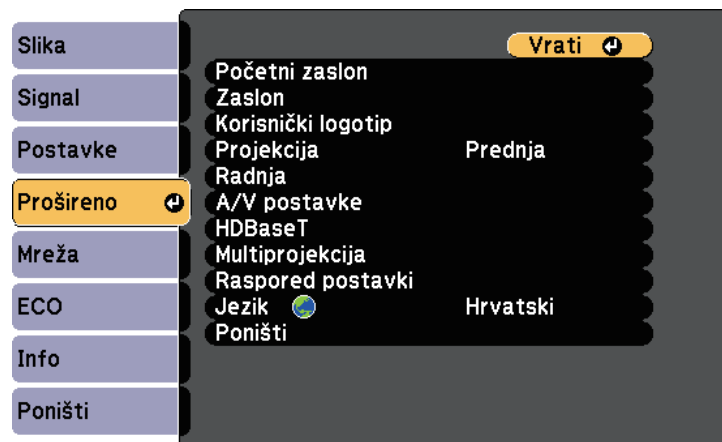 Slika
Signal
Postavke
Prošireno
Mreža
ECO
Info
Poništi
Vrati
Početni zaslon
Zaslon
Korisnički logotip
Projekcija Prednja
Radnja
A/V postavke
HDBaseT
Multiprojekcija
Raspored postavki
Jezik Hrvatski
Poništi